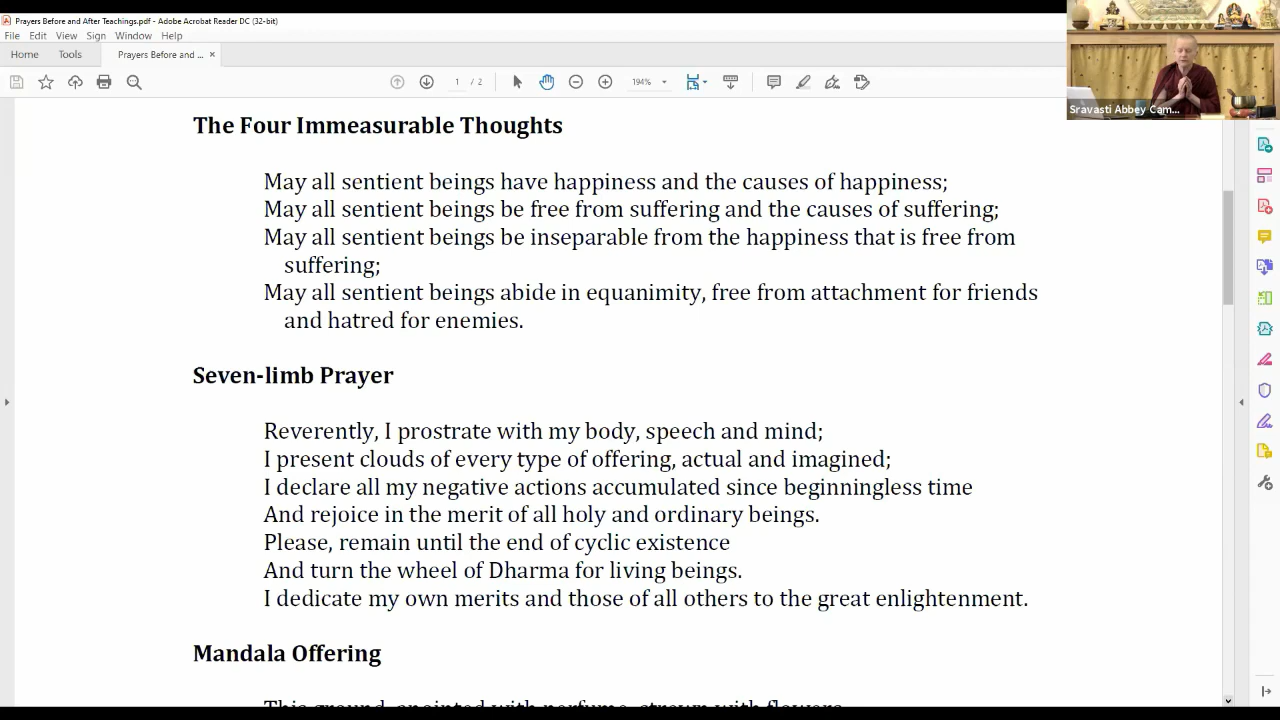 Prayers Before and After Teachings.pdf - Adobe Acrobat Reader DC (32-bit)
File Edit View Sign Window Help
Home Tools Prayers Before and ... ×
1 / 2 194%
Sravasti Abbey Cam...
The Four Immeasurable Thoughts
May all sentient beings have happiness and the causes of happiness;
May all sentient beings be free from suffering and the causes of suffering;
May all sentient beings be inseparable from the happiness that is free from
suffering;
May all sentient beings abide in equanimity, free from attachment for friends
and hatred for enemies.
Seven-limb Prayer
Reverently, I prostrate with my body, speech and mind;
I present clouds of every type of offering, actual and imagined;
I declare all my negative actions accumulated since beginningless time
And rejoice in the merit of all holy and ordinary beings.
Please, remain until the end of cyclic existence
And turn the wheel of Dharma for living beings.
I dedicate my own merits and those of all others to the great enlightenment.
Mandala Offering
This ground, anointed with perfume, strewn with flowers